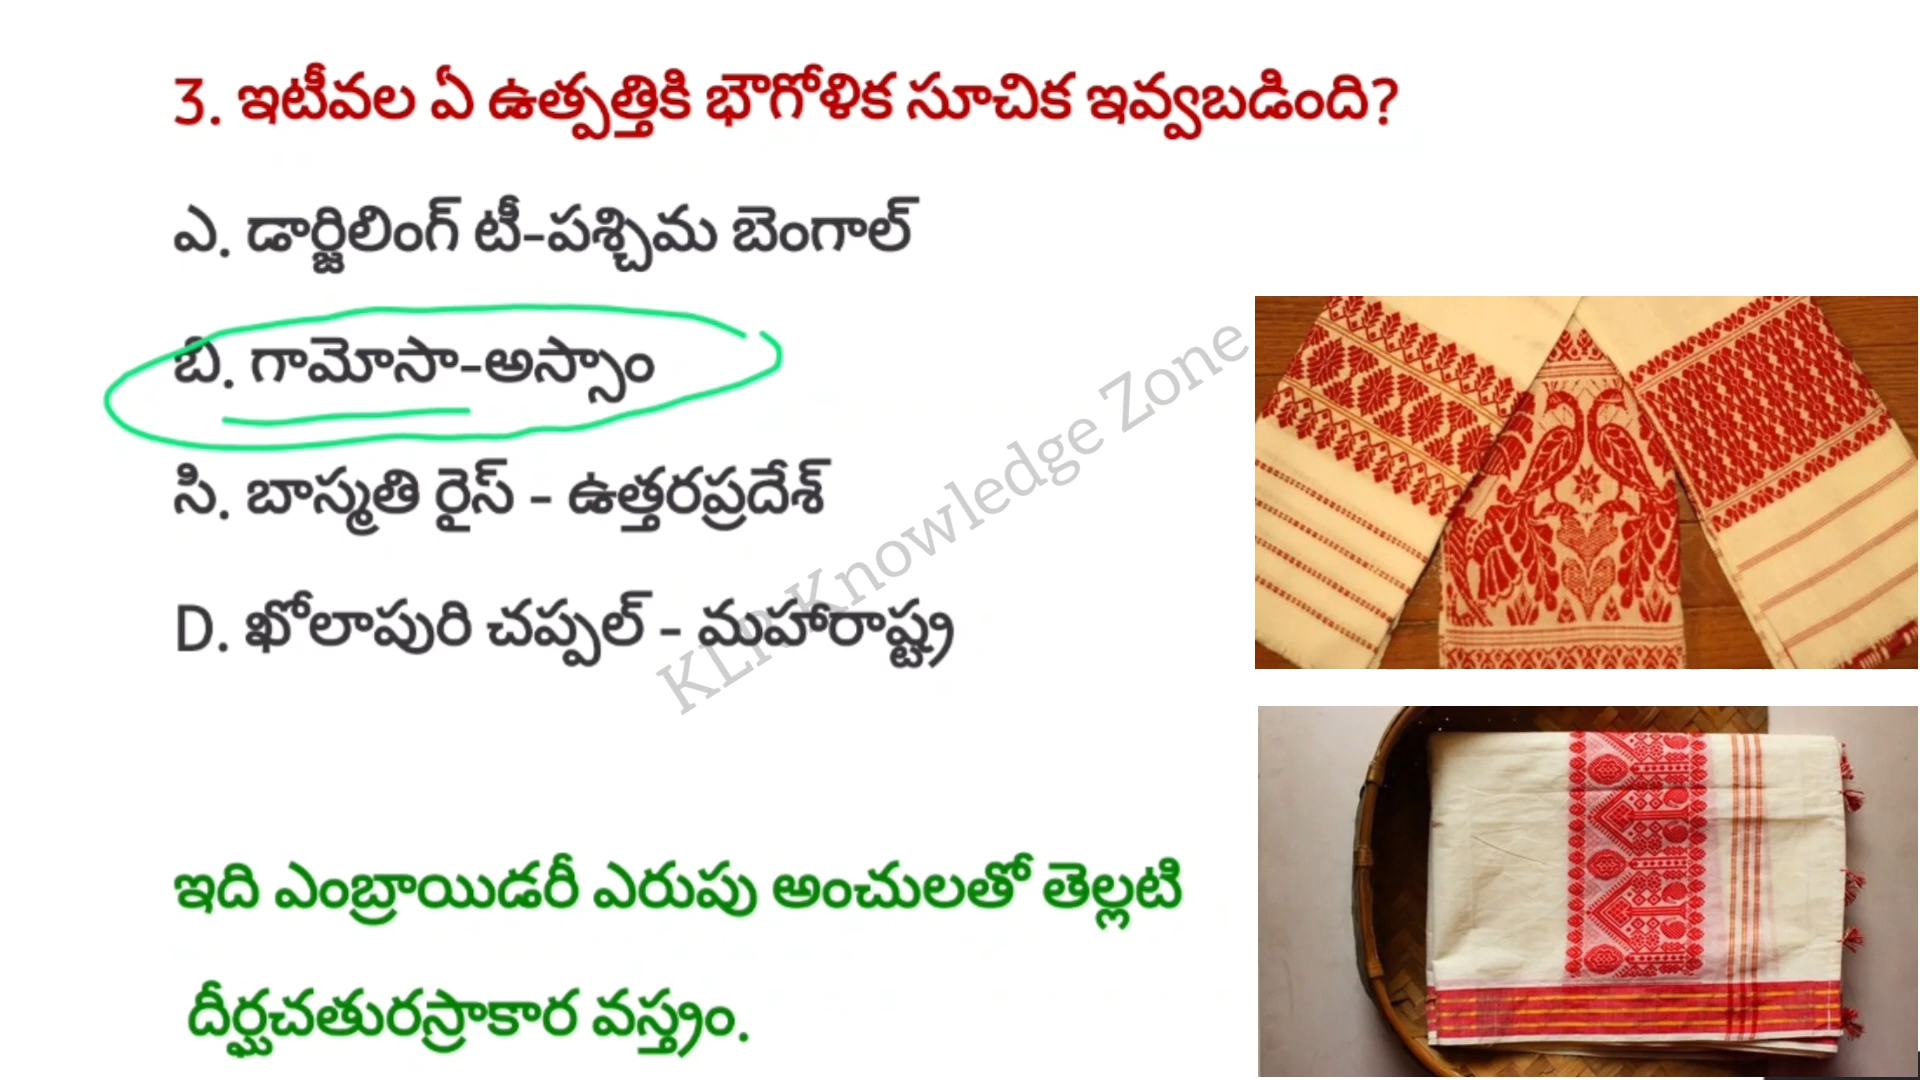 3. ఇటీవల ఏ ఉత్పత్తికి భౌగోళిక సూచిక ఇవ్వబడింది?
ఎ. డార్జిలింగ్ టీ-పశ్చిమ బెంగాల్
బి. గామోసా-అస్సాం
సి. బాస్మతి రైస్ - ఉత్తరప్రదేశ్
D. ఖోలాపురి చప్పల్ - మహారాష్ట్ర
KLR Knowledge Zone
ఇది ఎంబ్రాయిడరీ ఎరుపు అంచులతో తెల్లటి
దీర్ఘచతురస్రాకార వస్త్రం.